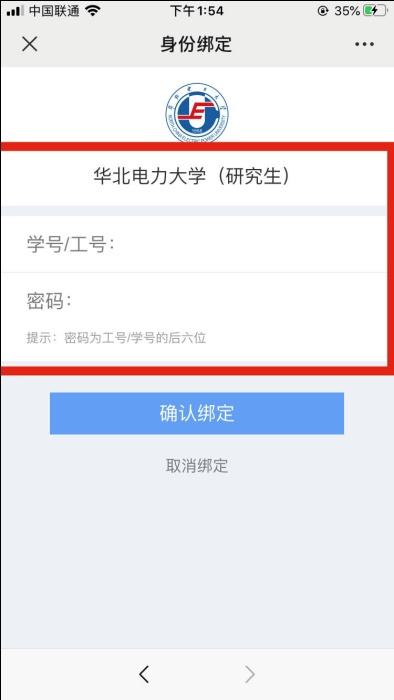 中国联通
下午1:54
35%
身份绑定
华北电力大学（研究生）
学号/工号：
密码：
提示：密码为工号/学号的后六位
确认绑定
取消绑定